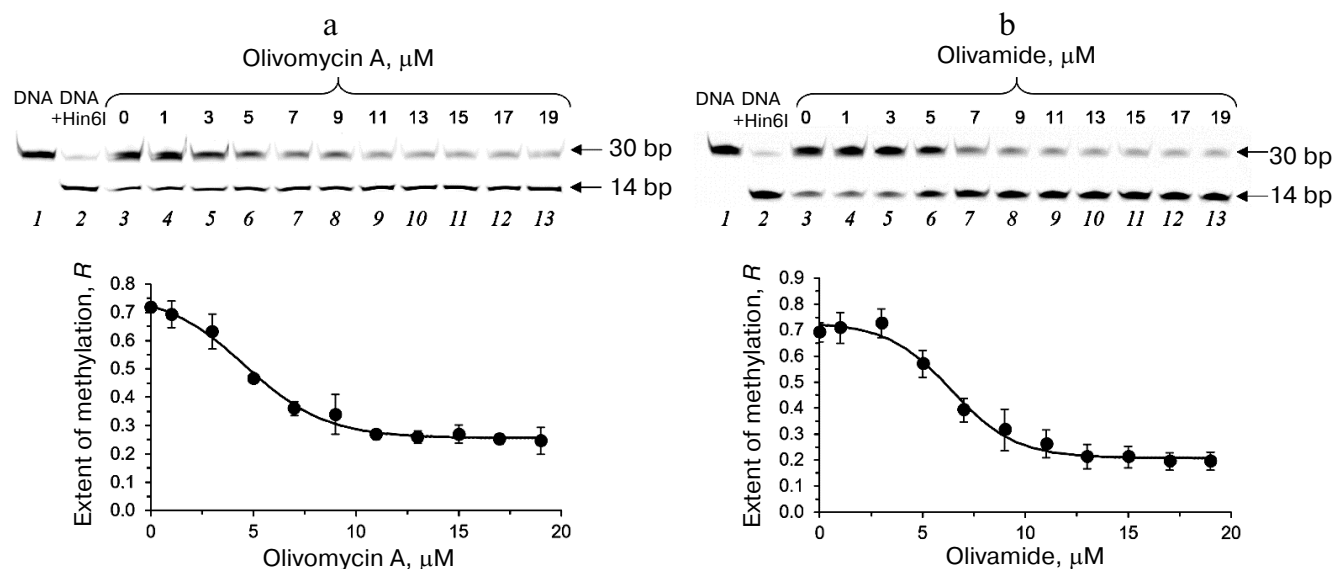 a
Olivomycin A, μM
DNA DNA +Hin6I 0 1 3 5 7 9 11 13 15 17 19
30 bp
14 bp
1 2 3 4 5 6 7 8 9 10 11 12 13
Extent of methylation, R
0.8
0.7
0.6
0.5
0.4
0.3
0.2
0.1
0.0
0 5 10 15 20
Olivomycin A, μM
b
Olivamide, μM
DNA DNA +Hin6I 0 1 3 5 7 9 11 13 15 17 19
30 bp
14 bp
1 2 3 4 5 6 7 8 9 10 11 12 13
Extent of methylation, R
0.9
0.8
0.7
0.6
0.5
0.4
0.3
0.2
0.1
0.0
0 5 10 15 20
Olivamide, μM